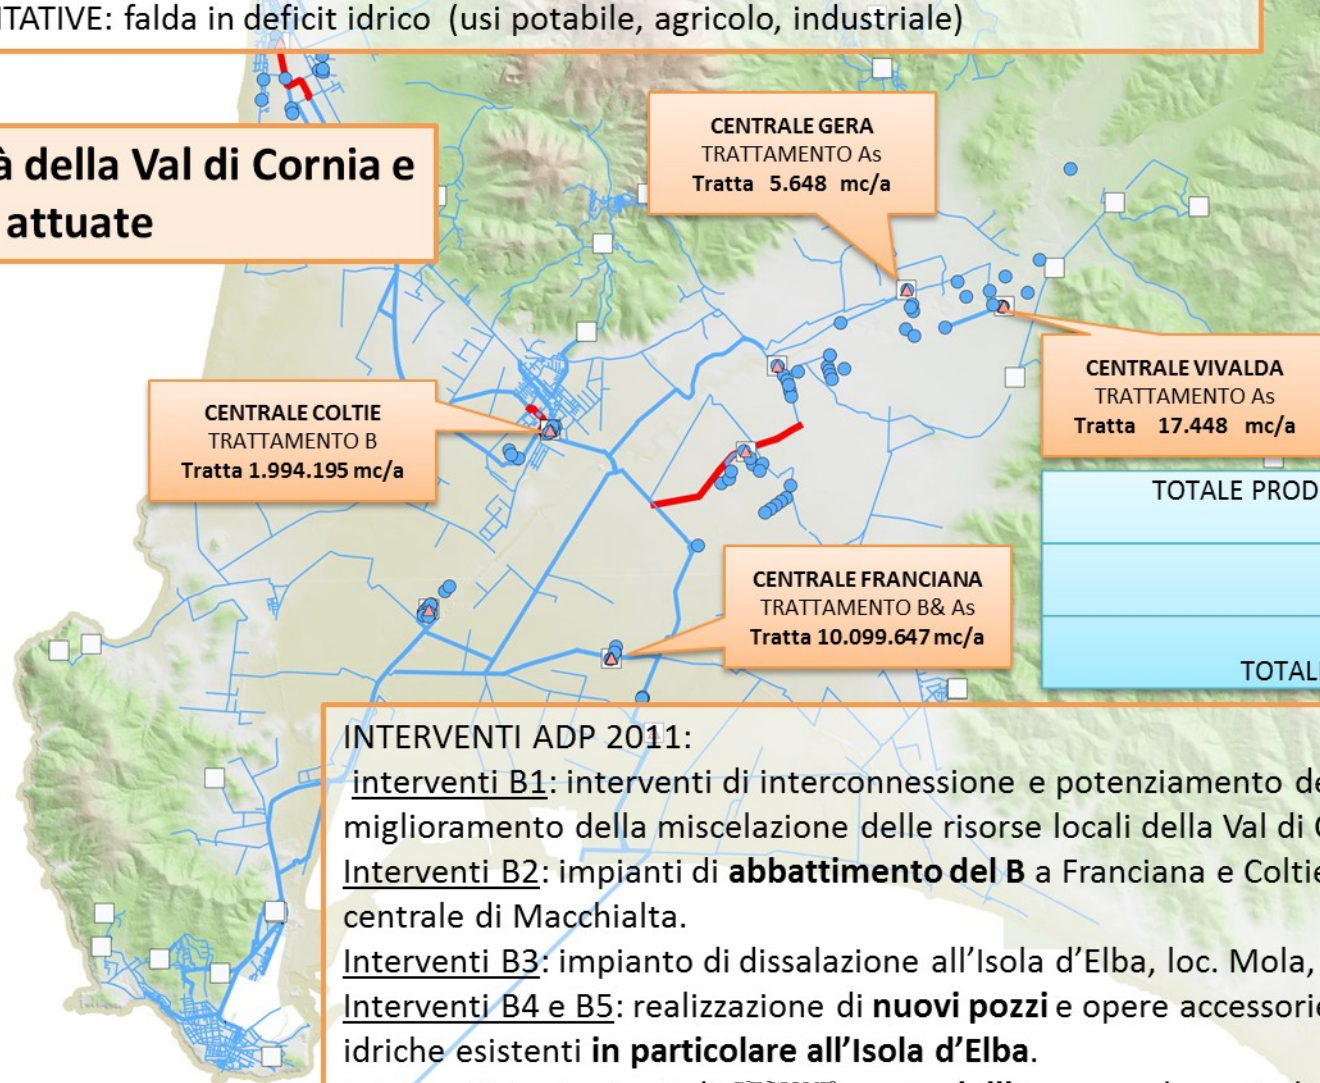 TATIVE: falda in deficit idrico (usi potabile, agricolo, industriale)
à della Val di Cornia e
attuate
CENTRALE GERA
TRATTAMENTO As
Tratta 5.648 mc/a
CENTRALE VIVALDA
TRATTAMENTO As
Tratta 17.448 mc/a
CENTRALE COLTIE
TRATTAMENTO B
Tratta 1.994.195 mc/a
TOTALE PROD
TOTAL
CENTRALE FRANCIANA
TRATTAMENTO B& As
Tratta 10.099.647 mc/a
INTERVENTI ADP 2011:
interventi B1: interventi di interconnessione e potenziamento de
miglioramento della miscelazione delle risorse locali della Val di C
Interventi B2: impianti di abbattimento del B a Franciana e Coltie
centrale di Macchialta.
Interventi B3: impianto di dissalazione all'Isola d'Elba, loc. Mola,
Interventi B4 e B5: realizzazione di nuovi pozzi e opere accessorie
idriche esistenti in particolare all'Isola d'Elba.